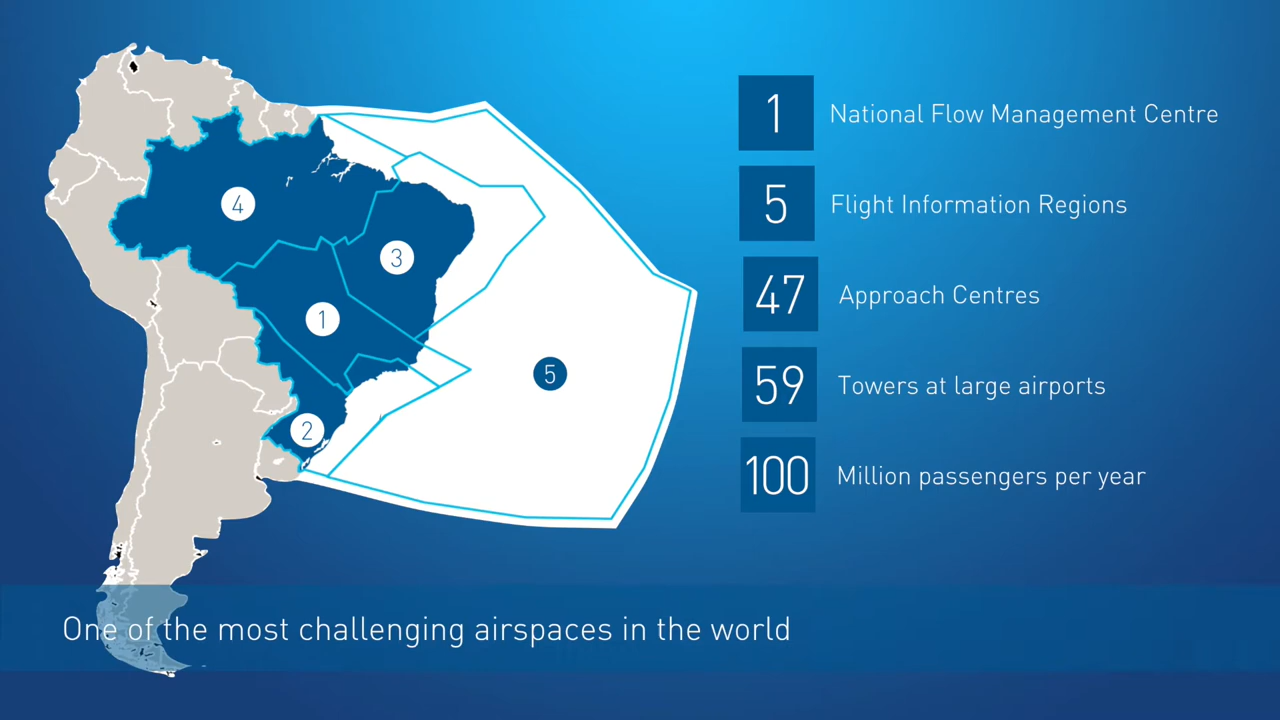 1 National Flow Management Centre
5 Flight Information Regions
47 Approach Centres
59 Towers at large airports
100 Million passengers per year
4
3
1
5
2
One of the most challenging airspaces in the world